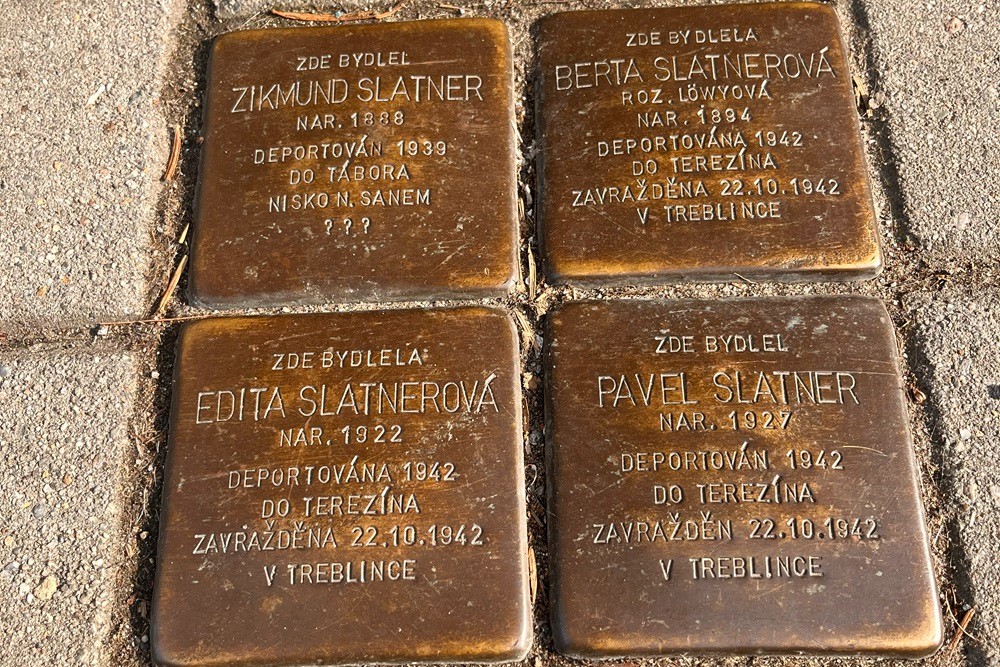 ZDE BYDLEL
ZIKMUND SLATNER
NAR. 1888
DEPORTOVÁN 1939
DO TÁBORA
NISKO N. SANEM
???
ZDE BYDLELA
BERTA SLATNEROVÁ
ROZ. LÖWYOVÁ
NAR. 1894
DEPORTOVÁNA 1942
DO TEREZÍNA
ZAVRAŽDĚNA 22.10.1942
V TREBLINCE
ZDE BYDLELA
EDITA SLATNEROVÁ
NAR. 1922
DEPORTOVÁNA 1942
DO TEREZÍNA
ZAVRAŽDĚNA 22.10.1942
V TREBLINCE
ZDE BYDLEL
PAVEL SLATNER
NAR. 1927
DEPORTOVÁN 1942
DO TEREZÍNA
ZAVRAŽDĚN 22.10.1942
V TREBLINCE